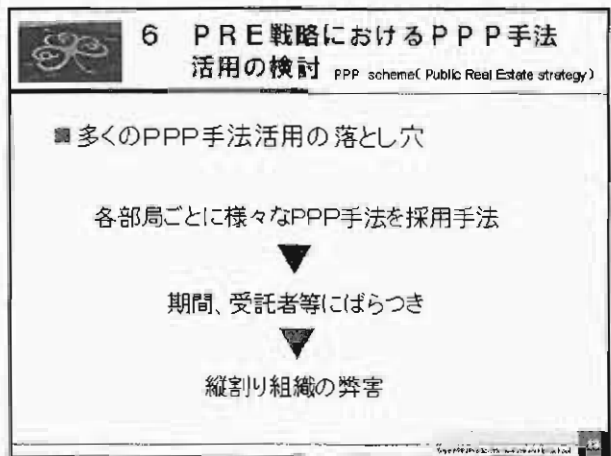 6 PRE戦略におけるPPP手法
活用の検討 PPP scheme( Public Real Estate strategy)
■多くのPPP手法活用の落とし穴
各部局ごとに様々なPPP手法を採用手法
▼
期間、受託者等にばらつき
▼
縦割り組織の弊害
13